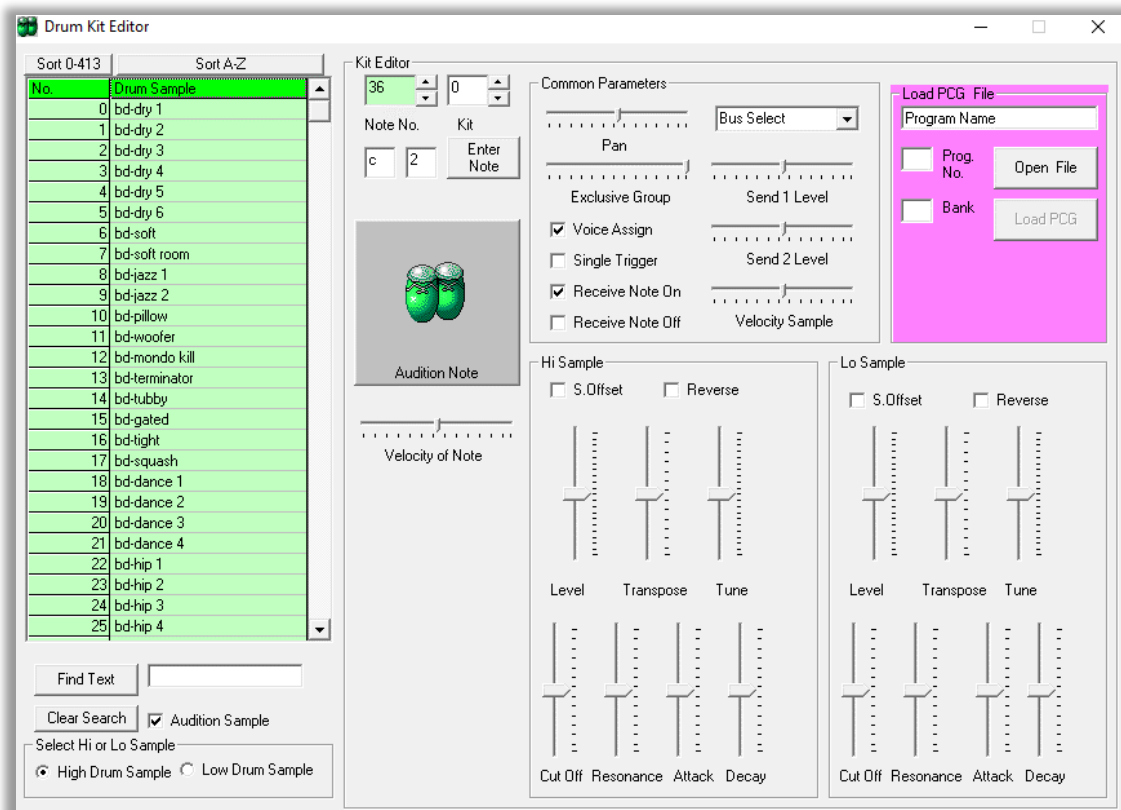 Drum Kit Editor
Sort 0-413 Sort A-Z
No. Drum Sample
0 bd-dry 1
1 bd-dry 2
2 bd-dry 3
3 bd-dry 4
4 bd-dry 5
5 bd-dry 6
6 bd-soft
7 bd-soft room
8 bd-jazz 1
9 bd-jazz 2
10 bd-pillow
11 bd-woofer
12 bd-mondo kill
13 bd-terminator
14 bd-tubby
15 bd-gated
16 bd-tight
17 bd-squash
18 bd-dance 1
19 bd-dance 2
20 bd-dance 3
21 bd-dance 4
22 bd-hip 1
23 bd-hip 2
24 bd-hip 3
25 bd-hip 4
Find Text
Clear Search Audition Sample
Select Hi or Lo Sample
High Drum Sample Low Drum Sample
Kit Editor
36 0
Note No. Kit
c 2 Enter Note
Audition Note
Velocity of Note
Common Parameters
Bus Select
Pan
Exclusive Group Send 1 Level
Voice Assign
Single Trigger Send 2 Level
Receive Note On
Receive Note Off Velocity Sample
Load PCG File
Program Name
Prog. No. Open File
Bank Load PCG
Hi Sample
S.Offset Reverse
Level Transpose Tune
Cut Off Resonance Attack Decay
Lo Sample
S.Offset Reverse
Level Transpose Tune
Cut Off Resonance Attack Decay